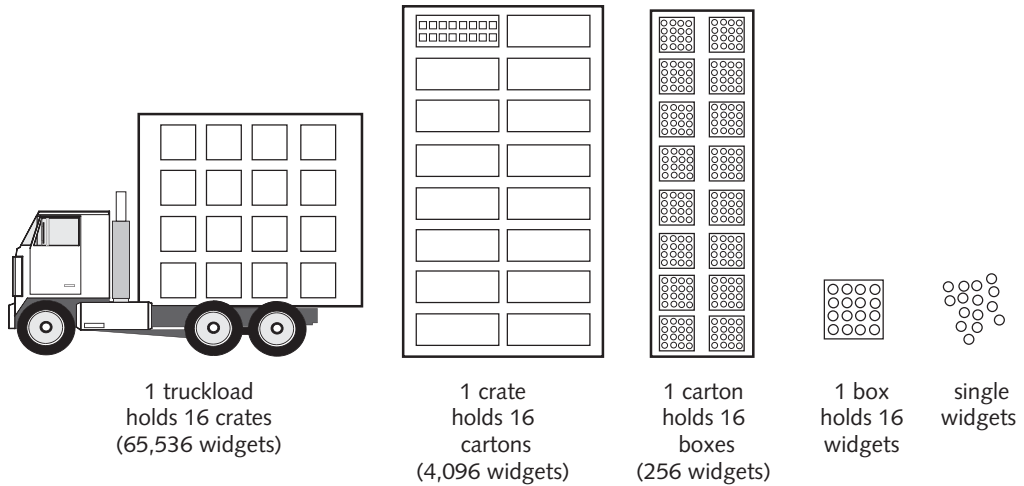 1 truckload
holds 16 crates
(65,536 widgets)
1 crate
holds 16
cartons
(4,096 widgets)
1 carton
holds 16
boxes
(256 widgets)
1 box
holds 16
widgets
single
widgets